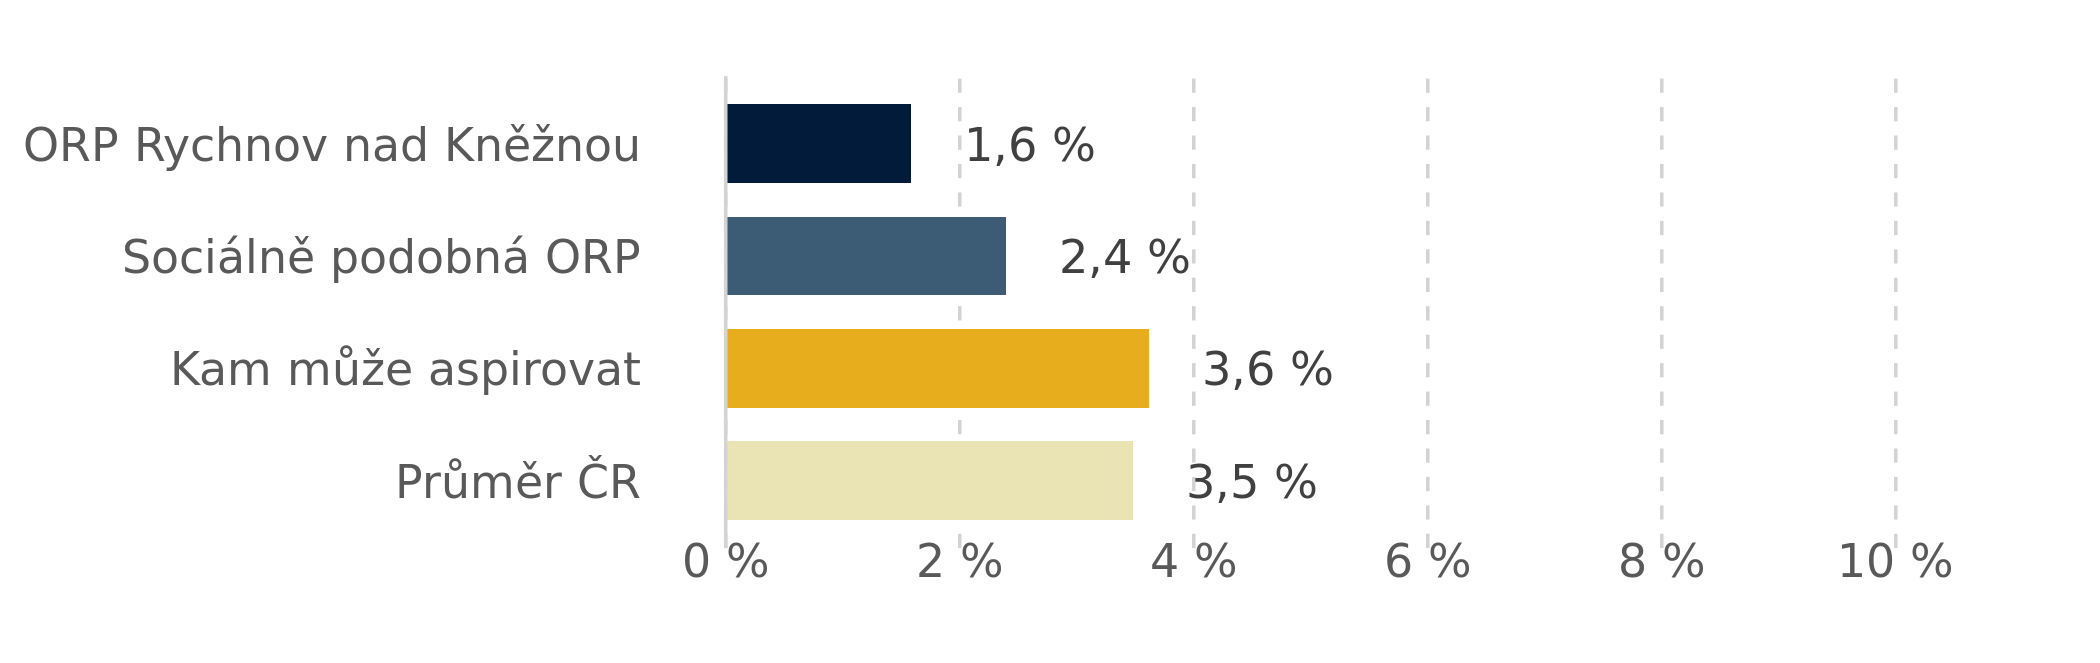 ORP Rychnov nad Kněžnou
1,6 %
Sociálně podobná ORP
2,4 %
Kam může aspirovat
3,6 %
Průměr ČR
3,5 %
0 % 2 % 4 % 6 % 8 % 10 %